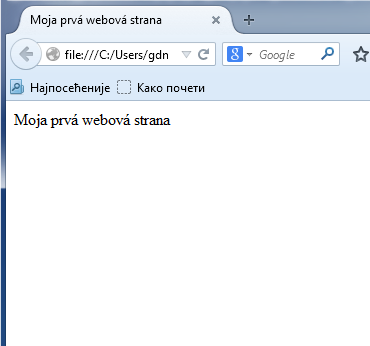 Moja prvá webová strana
file:///C:/Users/gdn
Google
Најпосећеније
Како почети
Moja prvá webová strana